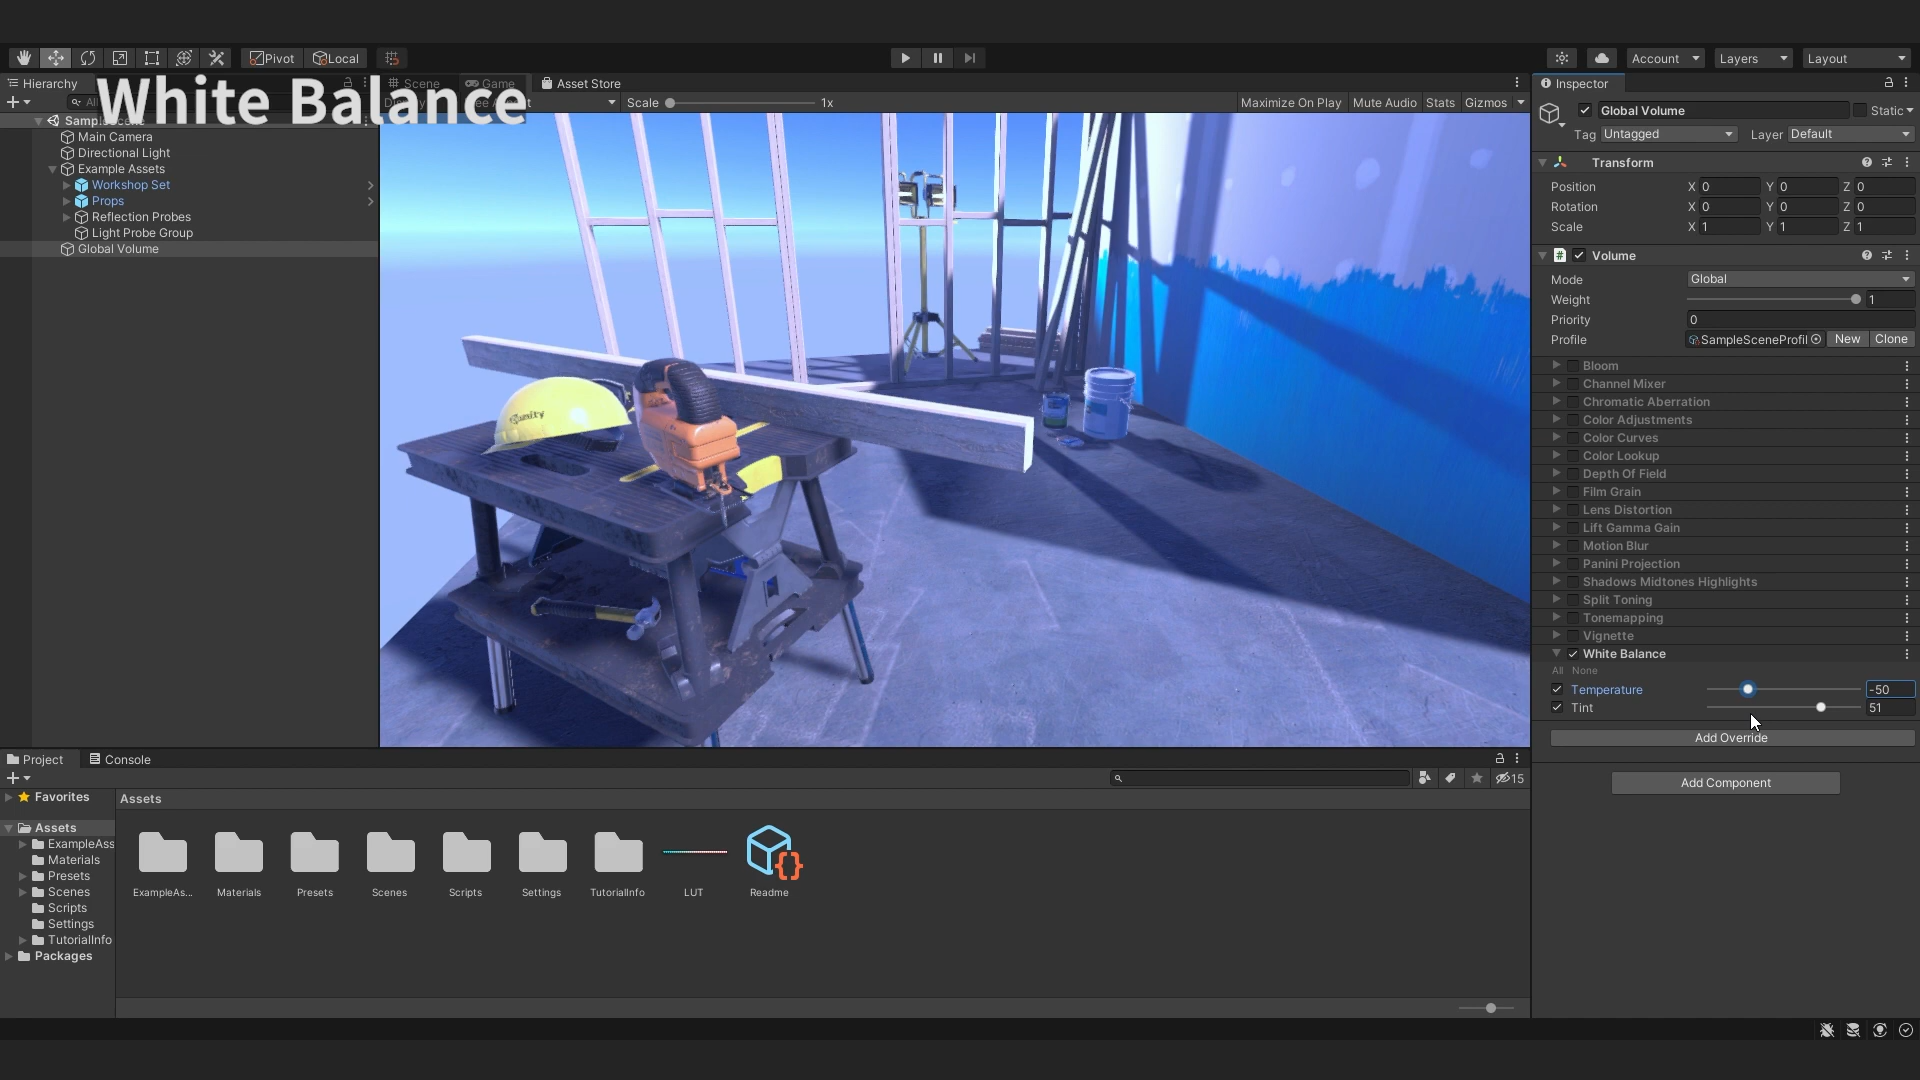 Pivot
Local
Account
Layers
Layout
Hierarchy
White Balance
Scene
Game
Asset Store
Inspector
Scale
1x
Maximize On Play
Mute Audio
Stats
Gizmos
Main Camera
Directional Light
Example Assets
Workshop Set
Props
Reflection Probes
Light Probe Group
Global Volume
unity
Global Volume
Static
Tag Untagged
Layer Default
Transform
Position X 0 Y 0 Z 0
Rotation X 0 Y 0 Z 0
Scale X 1 Y 1 Z 1
Volume
Mode Global
Weight 1
Priority 0
Profile SampleSceneProfil New Clone
Bloom
Channel Mixer
Chromatic Aberration
Color Adjustments
Color Curves
Color Lookup
Depth Of Field
Film Grain
Lens Distortion
Lift Gamma Gain
Motion Blur
Panini Projection
Shadows Midtones Highlights
Split Toning
Tonemapping
Vignette
White Balance
All None
Temperature -50
Tint 51
Add Override
Add Component
Project
Console
15
Favorites
Assets
ExampleAss
Materials
Presets
Scenes
Scripts
Settings
TutorialInfo
Packages
Assets
ExampleAs...
Materials
Presets
Scenes
Scripts
Settings
TutorialInfo
LUT
Readme